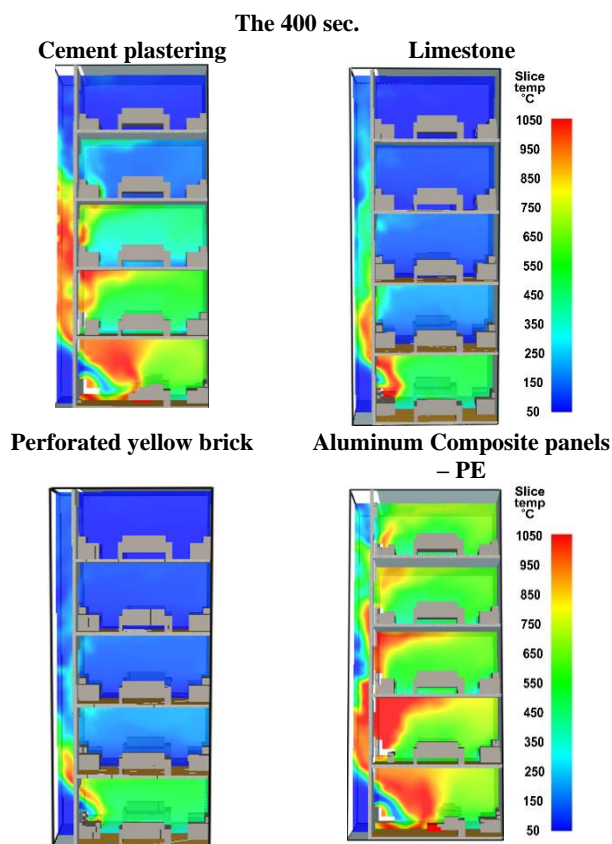 The 400 sec.
Cement plastering
Limestone
Slice
temp
°C
1050
950
850
750
650
550
450
350
250
150
50
Perforated yellow brick
Aluminum Composite panels
– PE
Slice
temp
°C
1050
950
850
750
650
550
450
350
250
150
50